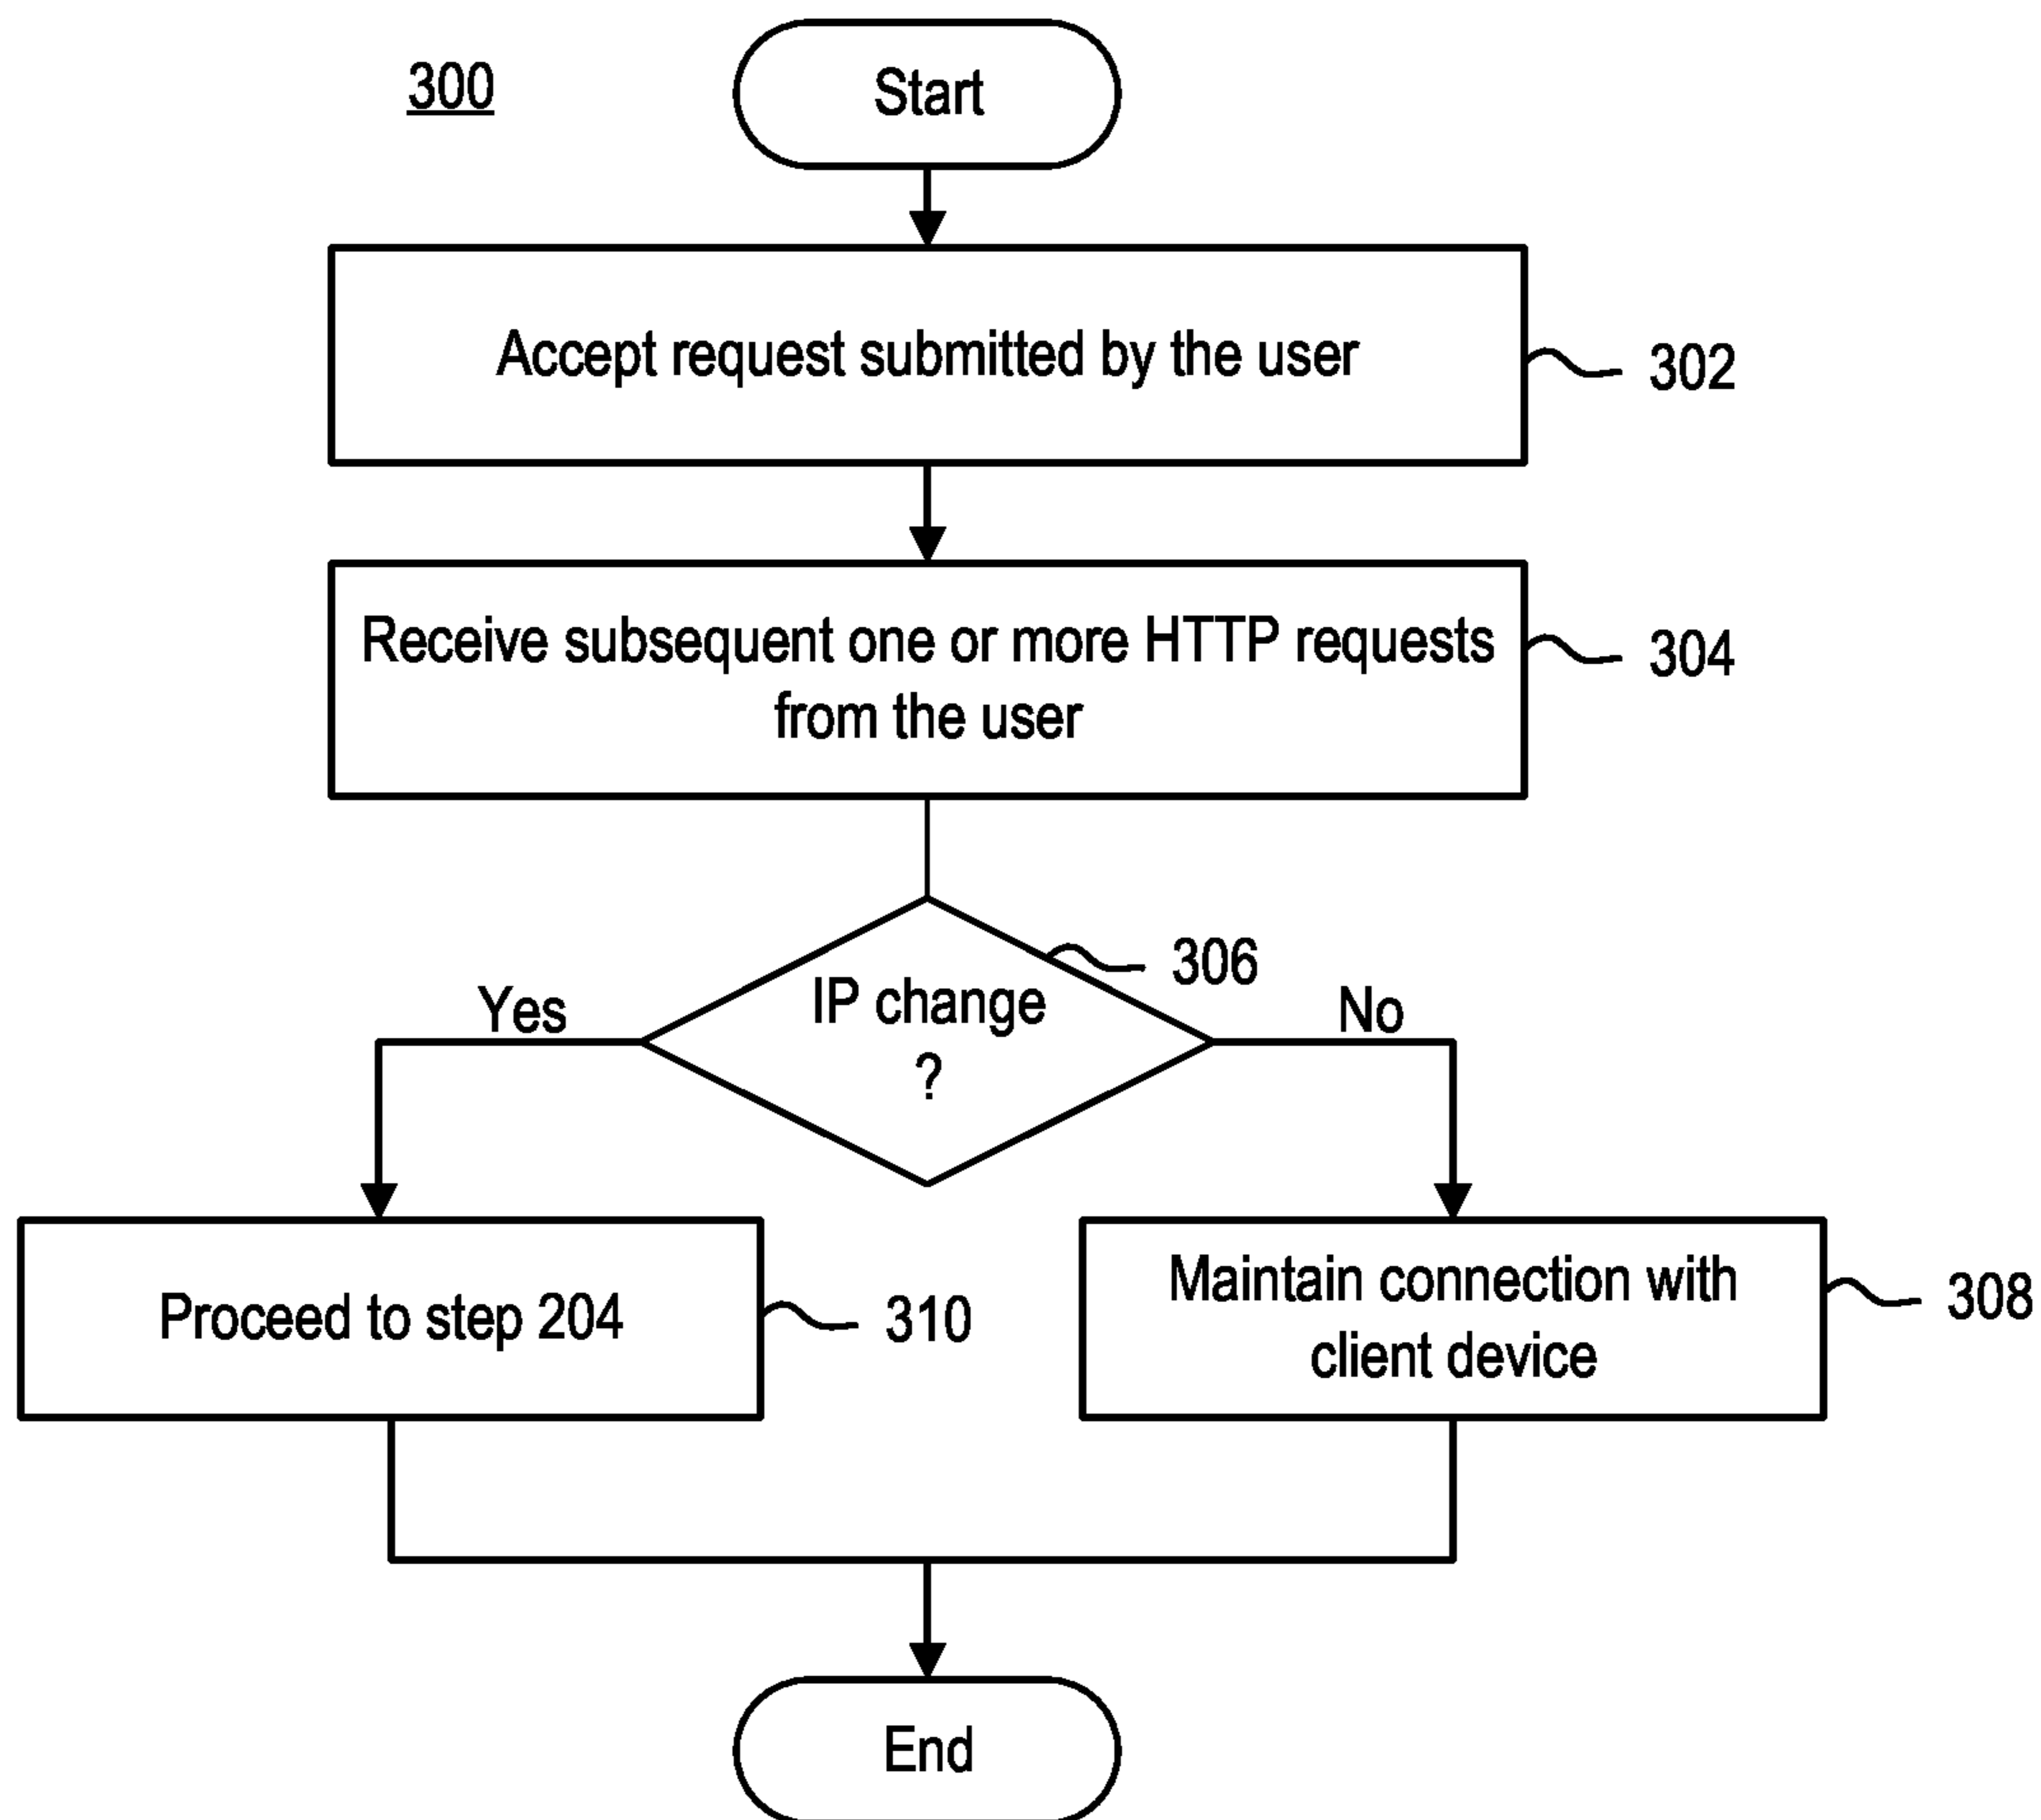 300
Start
Accept request submitted by the user
302
Receive subsequent one or more HTTP requests
from the user
304
306
IP change
?
Yes
No
Proceed to step 204
310
Maintain connection with
client device
308
End